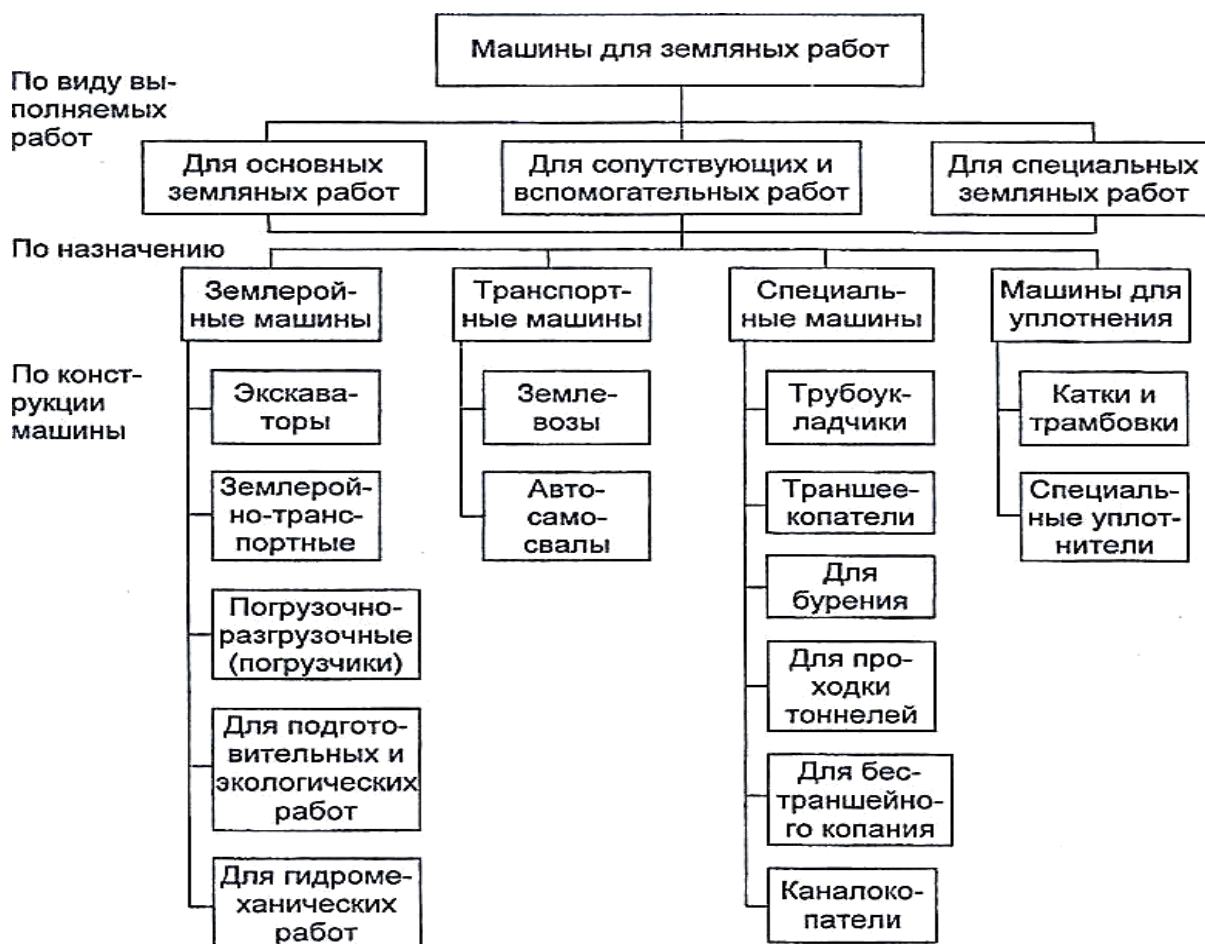 Машины для земляных работ
По виду вы-
полняемых
работ
Для основных
земляных работ
Для сопутствующих и
вспомогательных работ
Для специальных
земляных работ
По назначению
Землерой-
ные машины
Транспорт-
ные машины
Специаль-
ные машины
Машины для
уплотнения
По конст-
рукции
машины
Экскава-
торы
Землерой-
но-транс-
портные
Погрузочно-
разгрузочные
(погрузчики)
Для подгото-
вительных и
экологических
работ
Для гидроме-
ханических
работ
Земле-
возы
Авто-
само-
свалы
Трубоук-
ладчики
Траншее-
копатели
Для
бурения
Для про-
ходки
тоннелей
Для бес-
траншейно-
го копания
Каналоко-
патели
Катки и
трамбовки
Специаль-
ные уплот-
нители